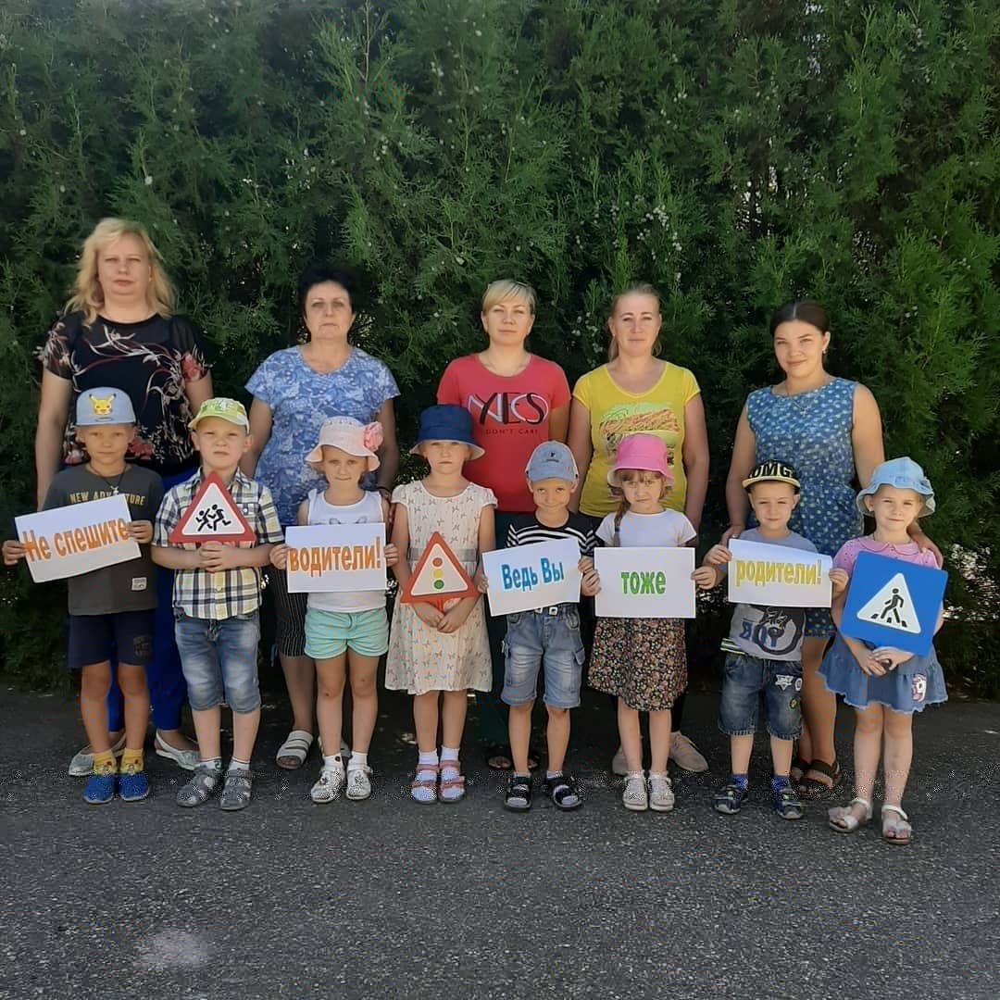 YES
DON'T CARE
OMG
NEW ADVENTURE
Не спешите
водители!
Ведь Вы
тоже
родители!